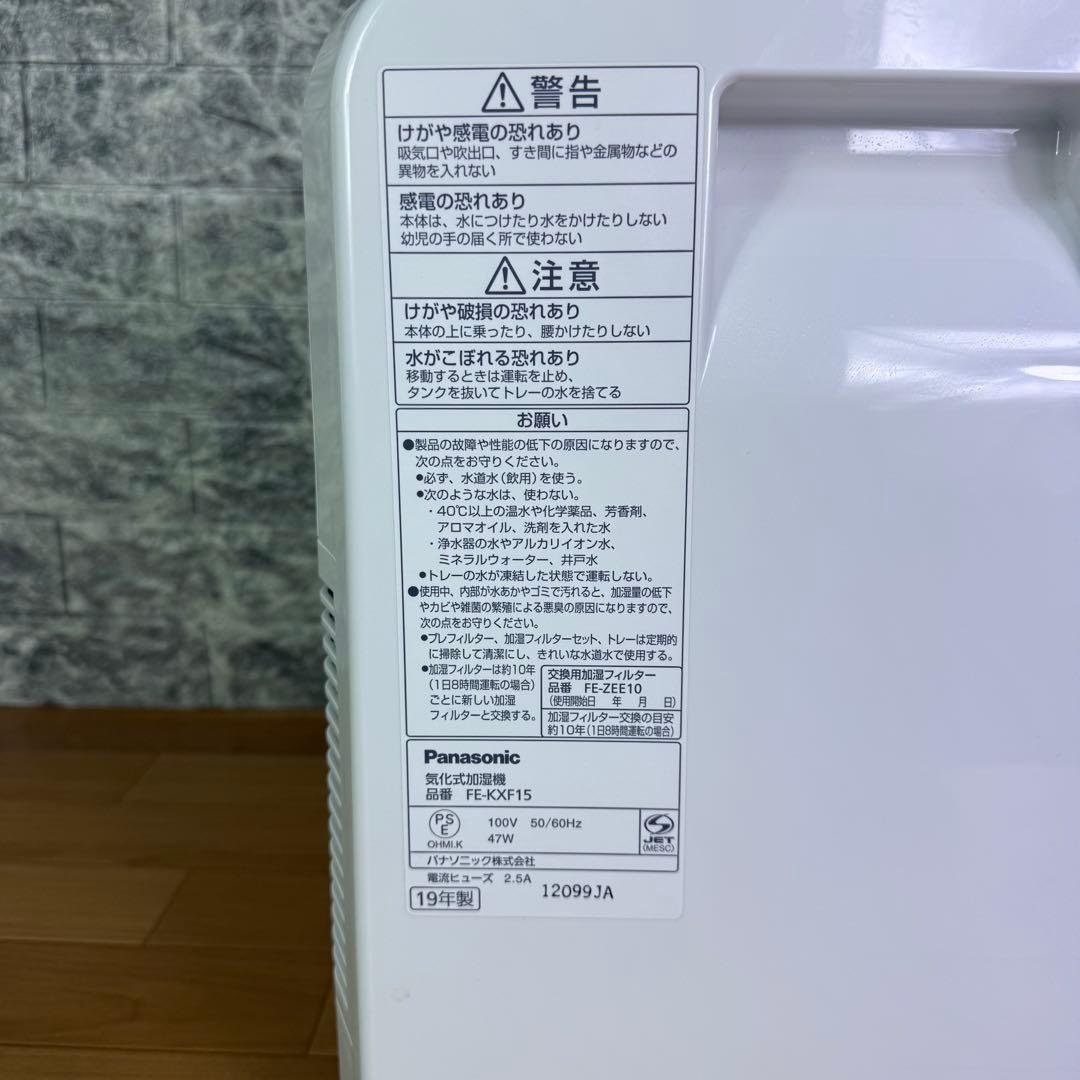 警告
けがや感電の恐れあり
吸気口や吹出口、すき間に指や金属物などの
異物を入れない
感電の恐れあり
本体は、水につけたり水をかけたりしない
幼児の手の届く所で使わない
注意
けがや破損の恐れあり
本体の上に乗ったり、腰かけたりしない
水がこぼれる恐れあり
移動するときは運転を止め、
タンクを抜いてトレーの水を捨てる
お願い
●製品の故障や性能の低下の原因になりますので、
次の点をお守りください。
●必ず、水道水(飲用)を使う。
●次のような水は、使わない。
・40℃以上の温水や化学薬品、芳香剤、
アロマオイル、洗剤を入れた水
・浄水器の水やアルカリイオン水、
ミネラルウォーター、井戸水
●トレーの水が凍結した状態で運転しない。
●使用中、内部が水あかやゴミで汚れると、加湿量の低下
やカビや雑菌の繁殖による悪臭の原因になりますので、
次の点をお守りください。
●プレフィルター、加湿フィルターセット、トレーは定期的
に掃除して清潔にし、きれいな水道水で使用する。
●加湿フィルターは約10年
(1日8時間運転の場合)
ごとに新しい加湿
フィルターと交換する。
交換用加湿フィルター
品番 FE-ZEE10
(使用開始日 年 月 日)
加湿フィルター交換の目安
約10年(1日8時間運転の場合)
Panasonic
気化式加湿機
品番 FE-KXF15
PS
E
OHMI.K
100V 50/60Hz
47W
JET
(MESC)
パナソニック株式会社
電流ヒューズ 2.5A
19年製
12099JA